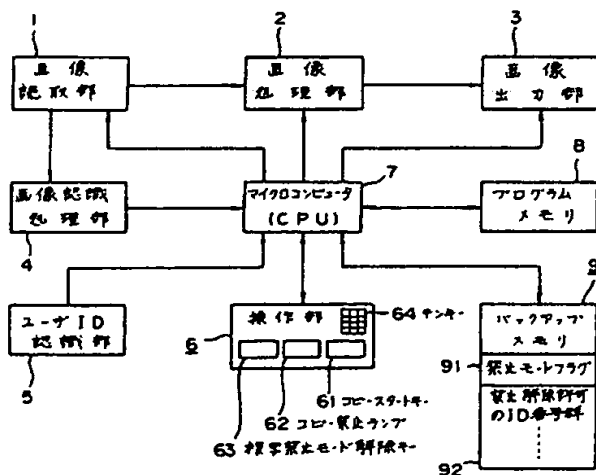 1
2
3
画像
読取部
画像
処理部
画像
出力部
7
8
画像認識
処理部
マイクロコンピュータ
(CPU)
プログラム
メモリ
4
9
ユーザID
認識部
操作部
64 テンキー
バックアップ
メモリ
6
91
禁止モードフラグ
5
61 コピースタートキー
禁止解除許可
のID番号群
62 コピー禁止ランプ
63 複写禁止モード解除キー
92